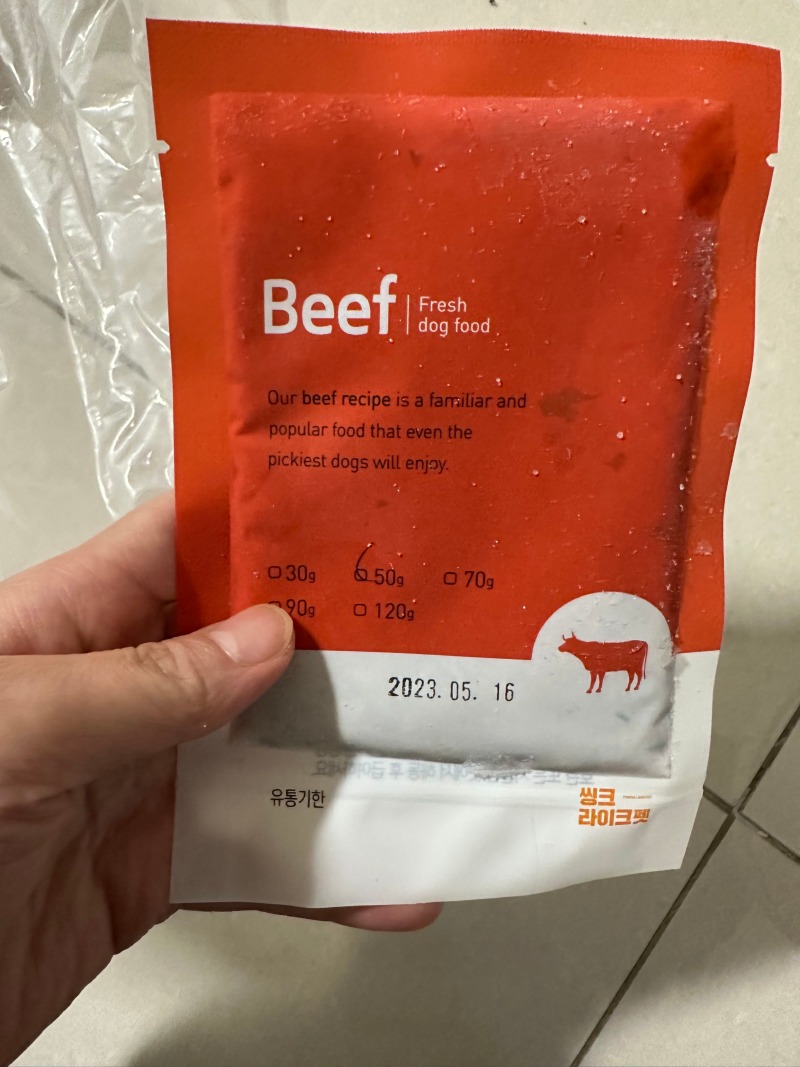 Beef
Fresh
dog food
Our beef recipe is a familiar and
popular food that even the
pickiest dogs will enjoy.
30g 50g 70g
90g 120g
2023. 05. 16
유통기한
씽크
라이크펫